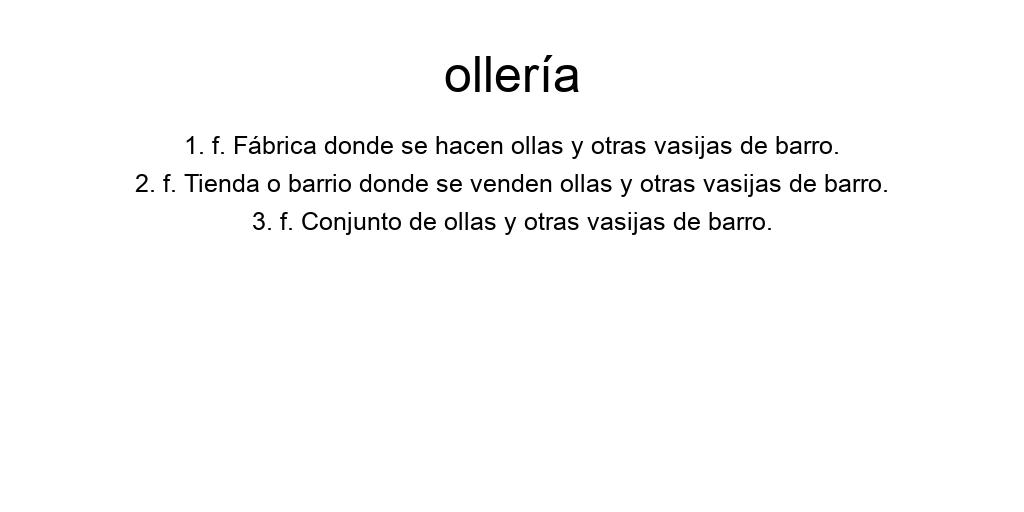 ollería
1. f. Fábrica donde se hacen ollas y otras vasijas de barro.
2. f. Tienda o barrio donde se venden ollas y otras vasijas de barro.
3. f. Conjunto de ollas y otras vasijas de barro.